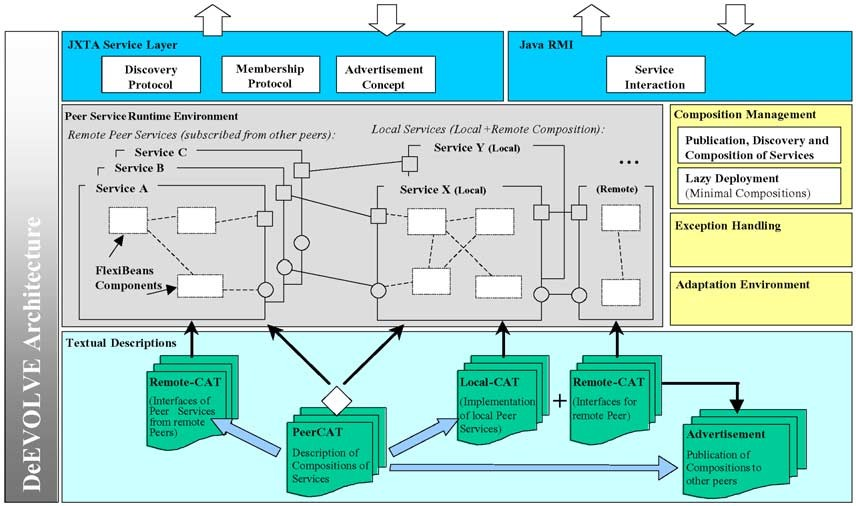 DeEVOLVE Architecture
JXTA Service Layer
Discovery
Protocol
Membership
Protocol
Advertisement
Concept
Java RMI
Service
Interaction
Peer Service Runtime Environment
Remote Peer Services (subscribed from other peers):
Service C
Service B
Service A
FlexiBeans
Components
Local Services (Local +Remote Composition):
Service Y (Local)
Service X (Local)
...
(Remote)
Composition Management
Publication, Discovery and
Composition of Services
Lazy Deployment
(Minimal Compositions)
Exception Handling
Adaptation Environment
Textual Descriptions
Remote-CAT
(Interfaces of
Peer Services
from remote
Peers)
PeerCAT
Description of
Compositions of
Services
Local-CAT
(Implementation
of local Peer
Services)
+
Remote-CAT
(Interfaces for
remote Peer)
Advertisement
Publication of
Compositions to
other peers